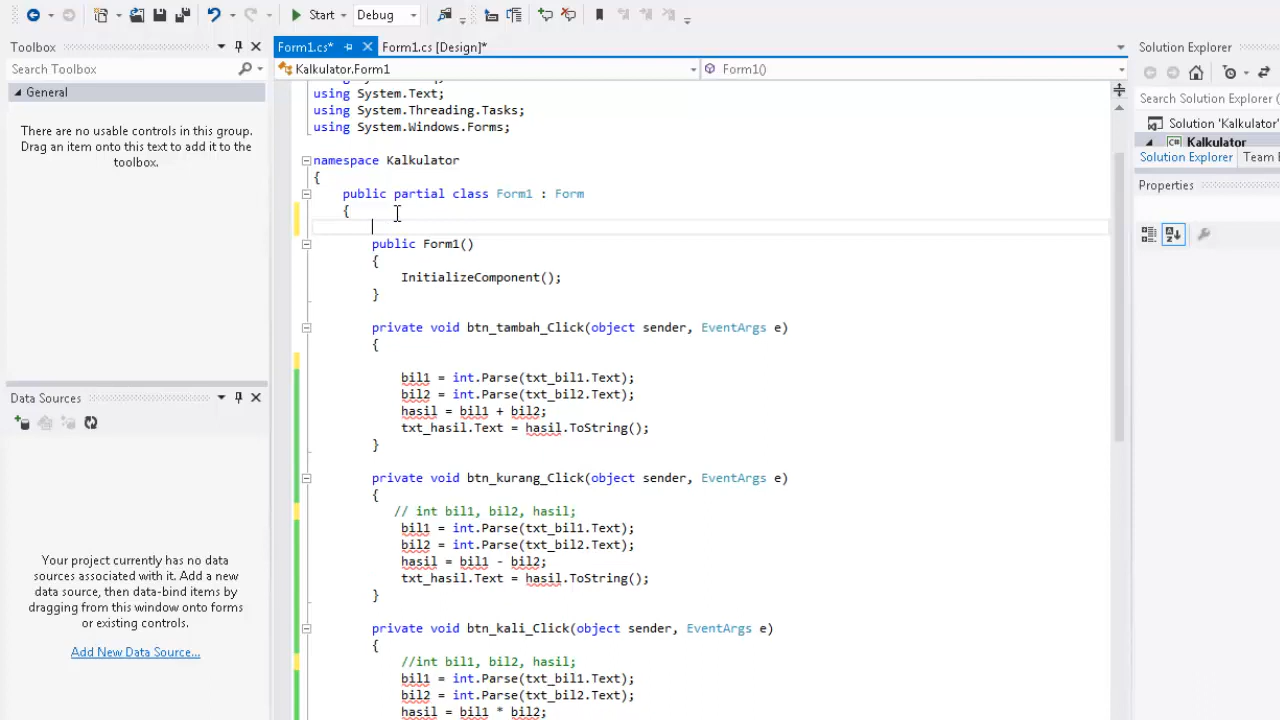 Start
Debug
Toolbox
Search Toolbox
General
There are no usable controls in this group.
Drag an item onto this text to add it to the
toolbox.
Data Sources
Your project currently has no data
sources associated with it. Add a new
data source, then data-bind items by
dragging from this window onto forms
or existing controls.
Add New Data Source...
Form1.cs*
Form1.cs [Design]*
Kalkulator.Form1
Form1()
using System.Text;
using System.Threading.Tasks;
using System.Windows.Forms;
namespace Kalkulator
{
public partial class Form1 : Form
{
public Form1()
{
InitializeComponent();
}
private void btn_tambah_Click(object sender, EventArgs e)
{
bil1 = int.Parse(txt_bil1.Text);
bil2 = int.Parse(txt_bil2.Text);
hasil = bil1 + bil2;
txt_hasil.Text = hasil.ToString();
}
private void btn_kurang_Click(object sender, EventArgs e)
{
// int bil1, bil2, hasil;
bil1 = int.Parse(txt_bil1.Text);
bil2 = int.Parse(txt_bil2.Text);
hasil = bil1 - bil2;
txt_hasil.Text = hasil.ToString();
}
private void btn_kali_Click(object sender, EventArgs e)
{
//int bil1, bil2, hasil;
bil1 = int.Parse(txt_bil1.Text);
bil2 = int.Parse(txt_bil2.Text);
hasil = bil1 * bil2;
Solution Explorer
Search Solution Explorer (
Solution 'Kalkulator'
Kalkulator
Solution Explorer
Team E
Properties